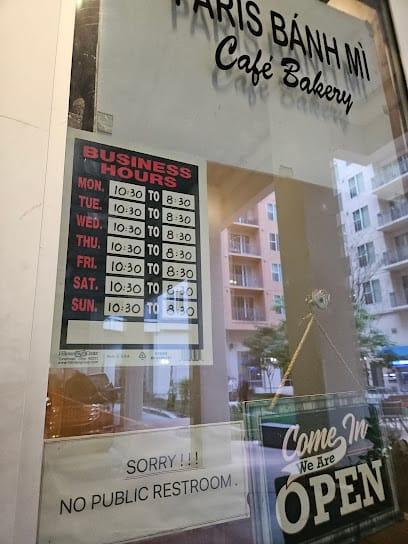 PARIS BÁNH MÌ
Café Bakery
BUSINESS
HOURS
MON. 10:30 TO 8:30
TUE. 10:30 TO 8:30
WED. 10:30 TO 8:30
THU. 10:30 TO 8:30
FRI. 10:30 TO 8:30
SAT. 10:30 TO 8:30
SUN. 10:30 TO 8:30
SORRY ! ! !
NO PUBLIC RESTROOM .
Come In
We Are
OPEN